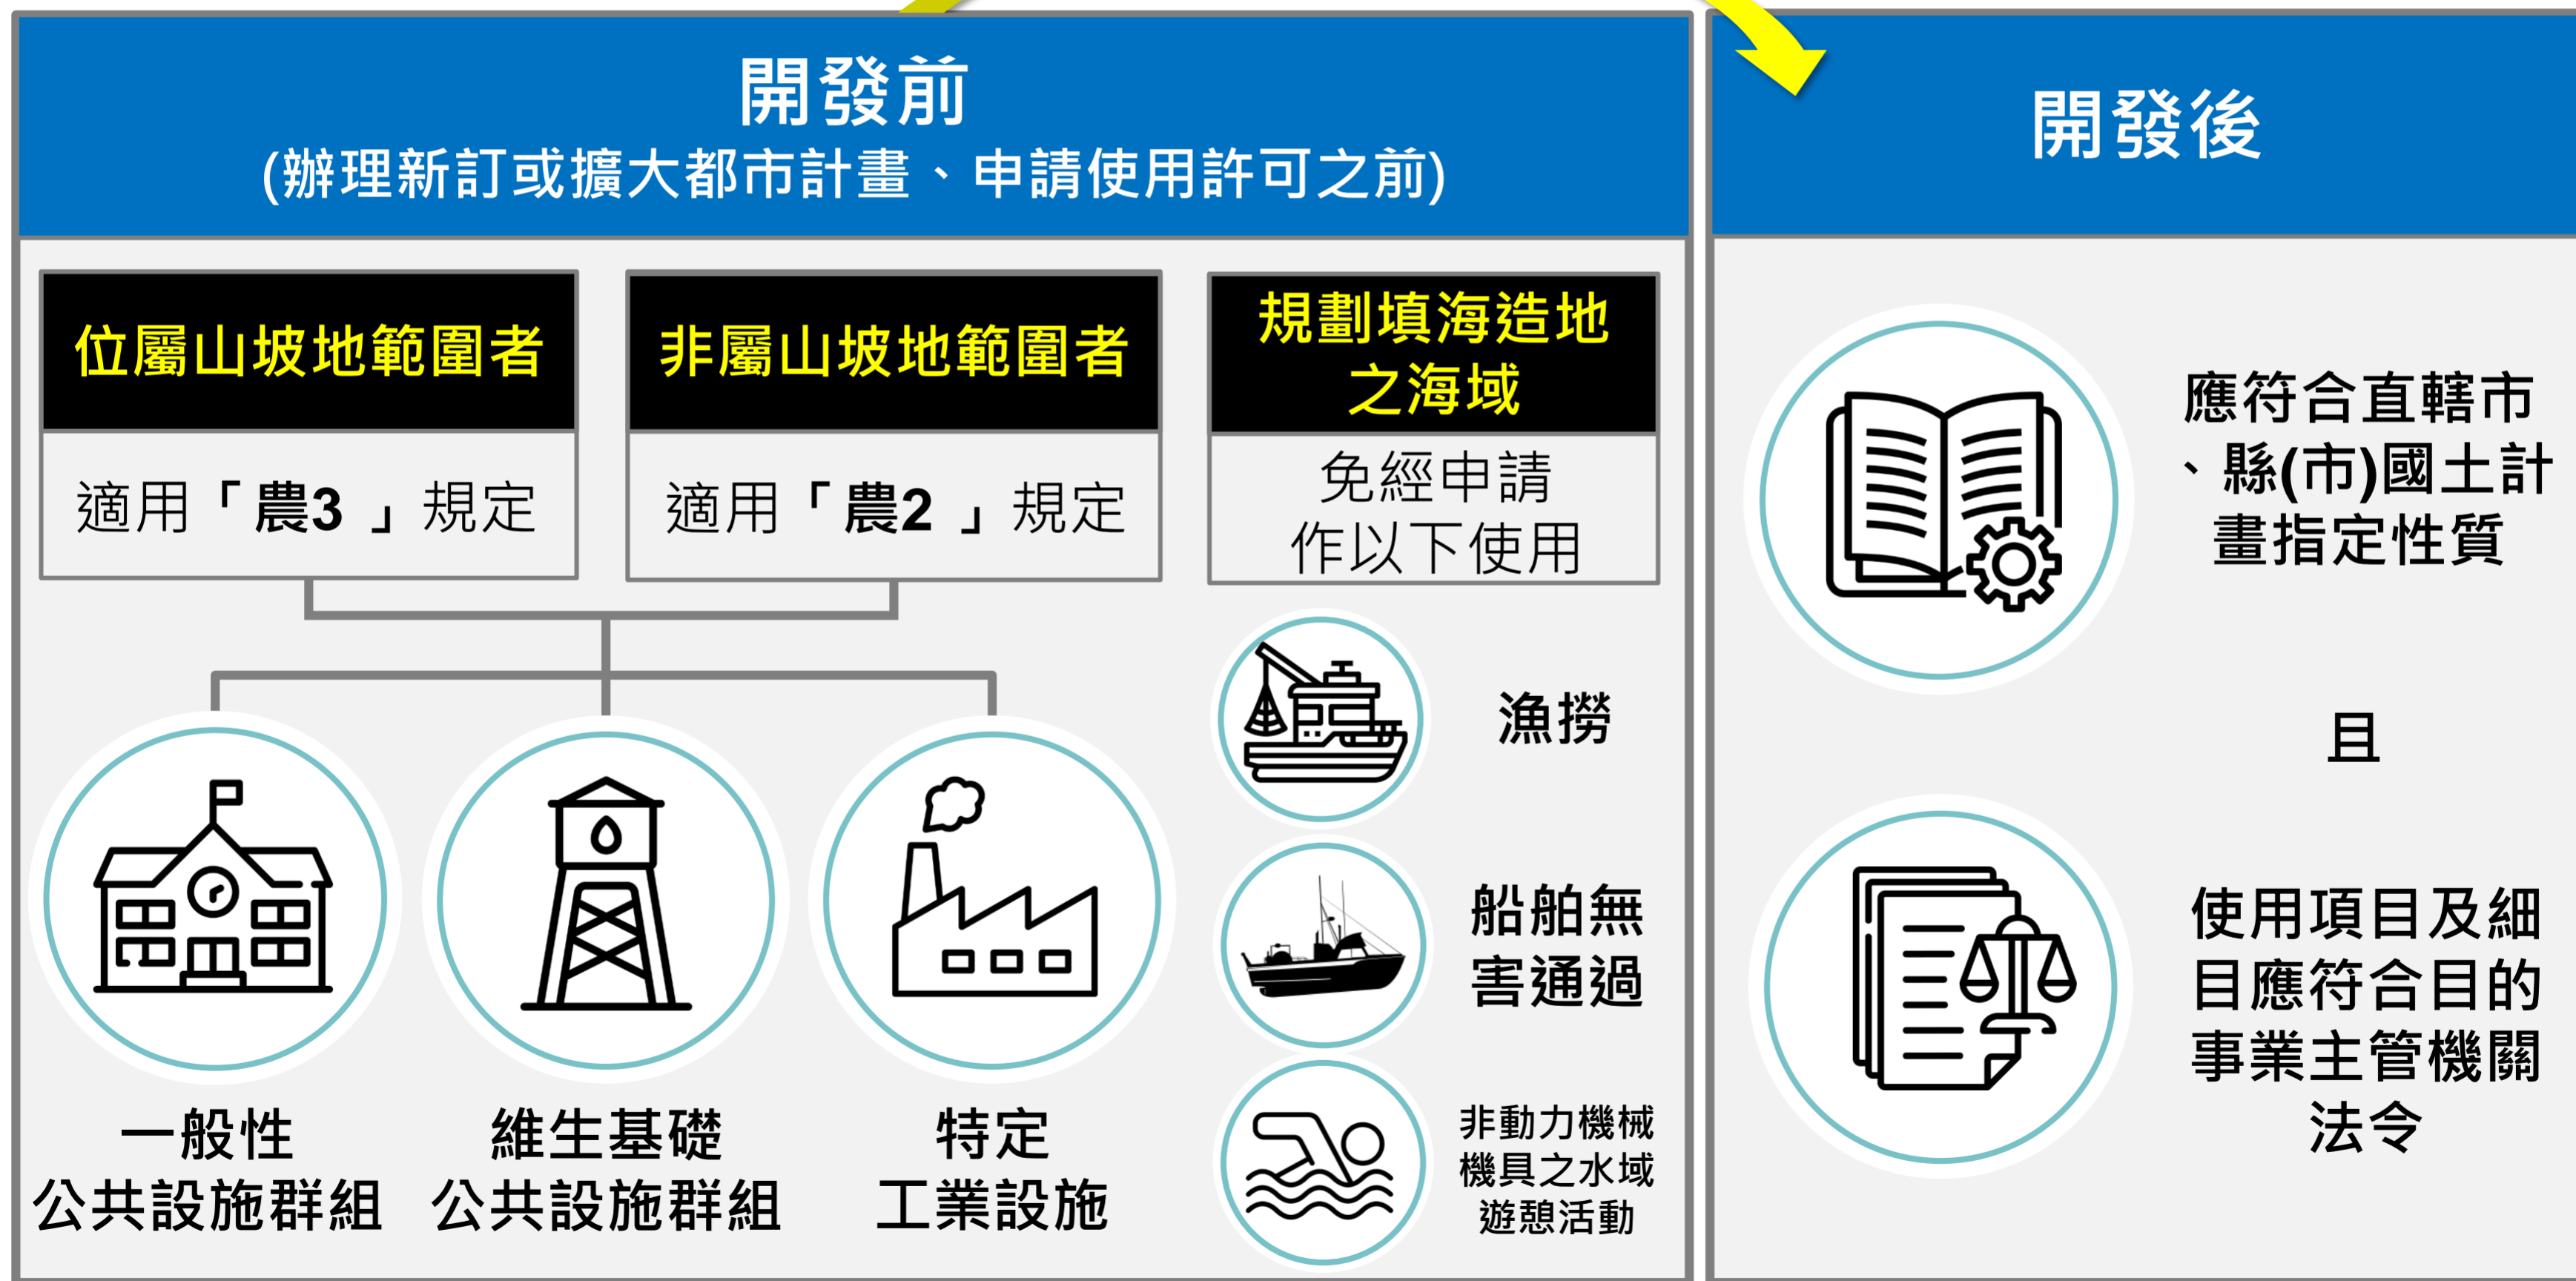 開發前
(辦理新訂或擴大都市計畫、申請使用許可之前)
位屬山坡地範圍者
適用「農3 」規定
非屬山坡地範圍者
適用「農2 」規定
規劃填海造地
之海域
免經申請
作以下使用
一般性
公共設施群組
維生基礎
公共設施群組
特定
工業設施
漁撈
船舶無
害通過
非動力機械
機具之水域
遊憩活動
開發後
應符合直轄市
、縣(市)國土計
畫指定性質
且
使用項目及細
目應符合目的
事業主管機關
法令